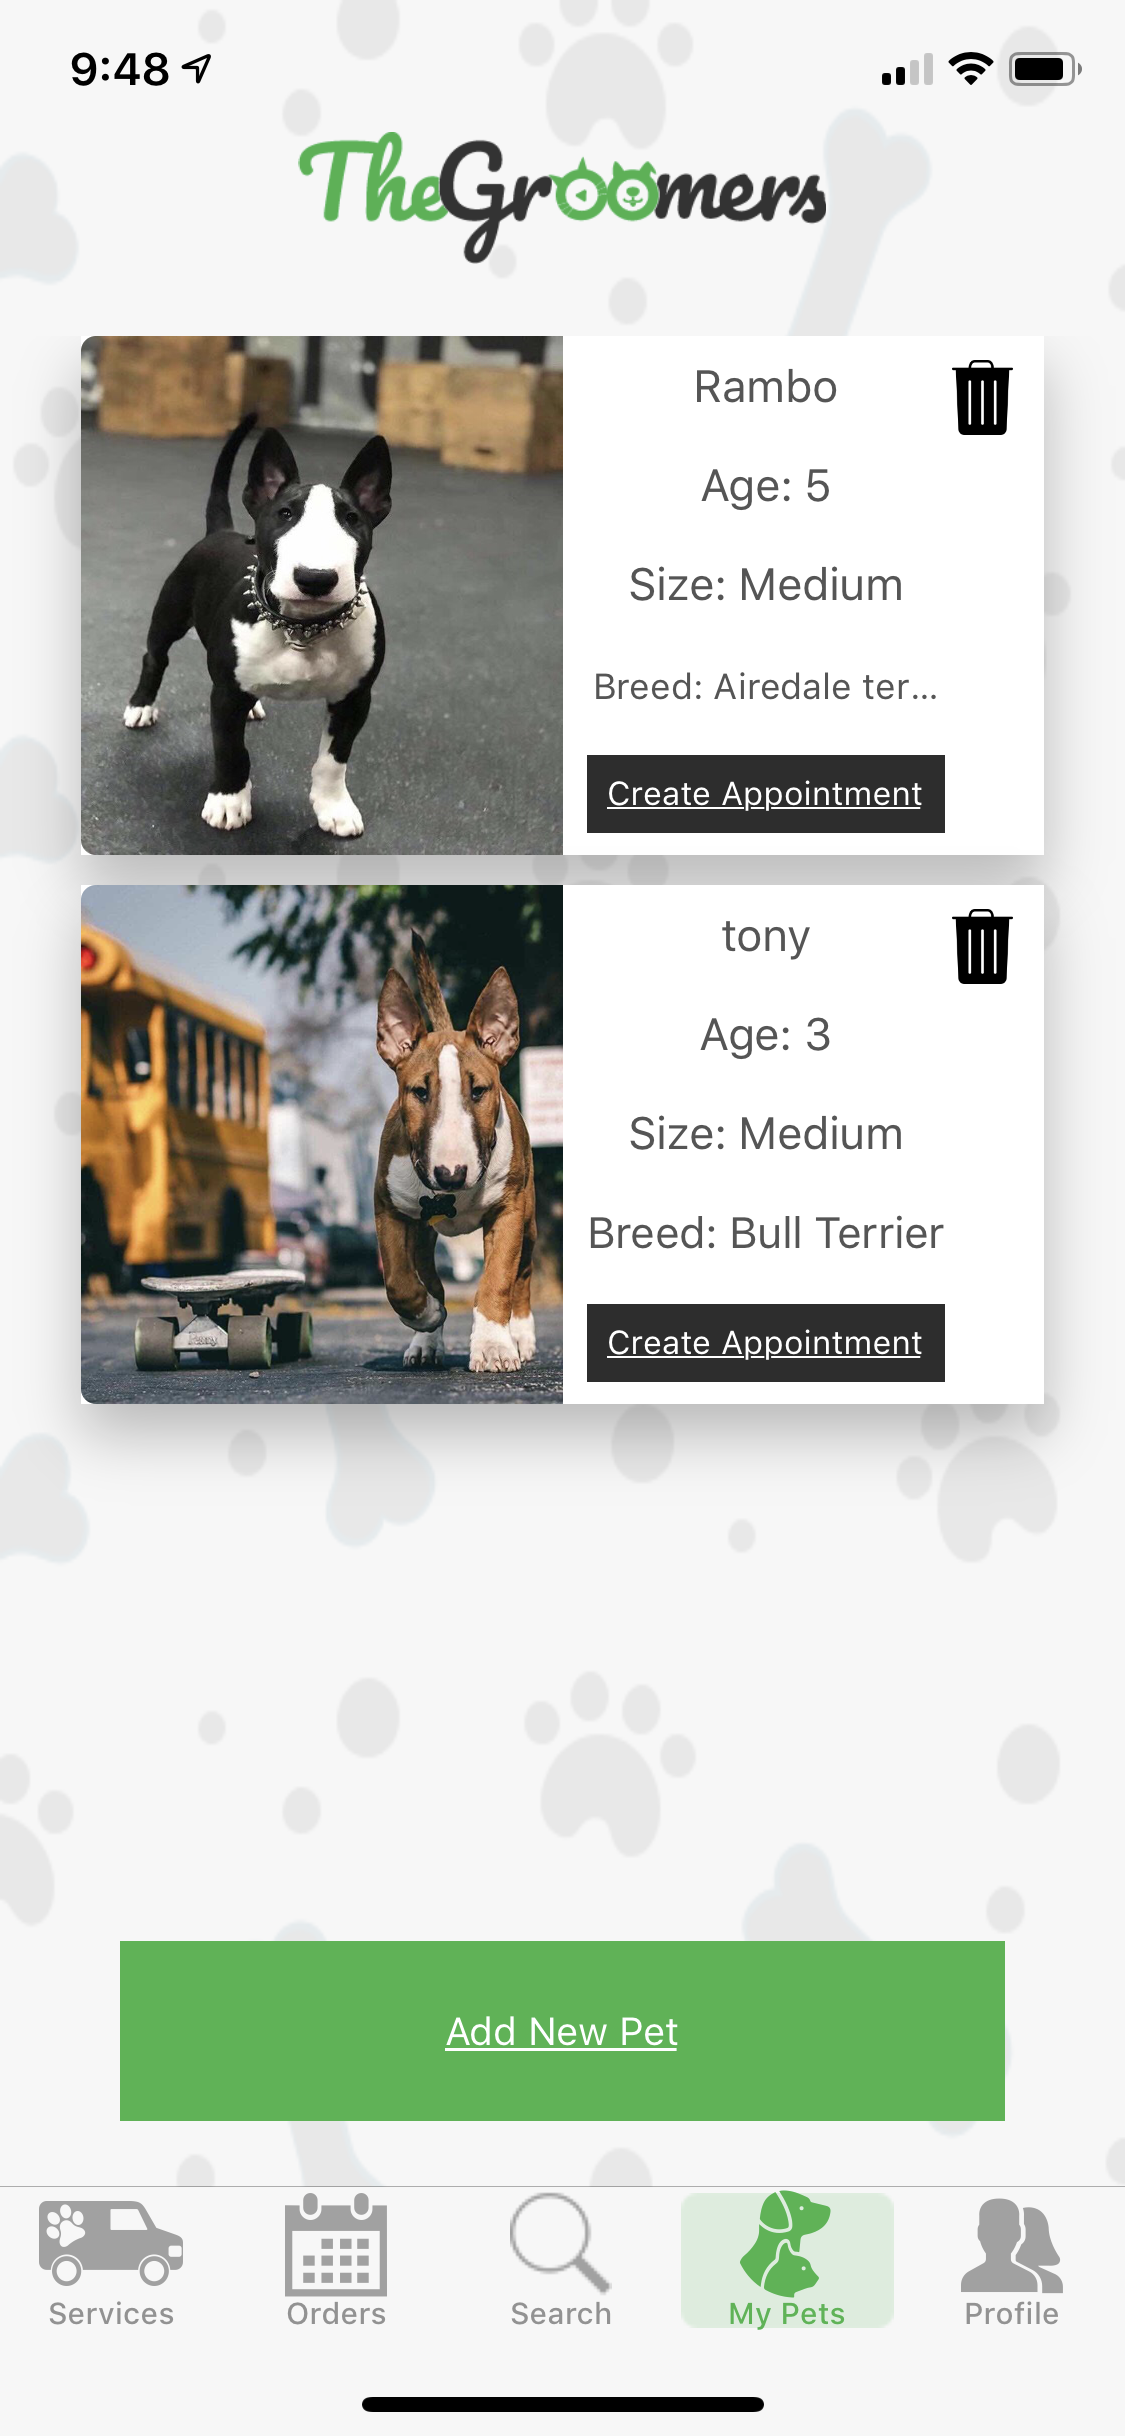 9:48
TheGroomers
Rambo
Age: 5
Size: Medium
Breed: Airedale ter...
Create Appointment
tony
Age: 3
Size: Medium
Breed: Bull Terrier
Create Appointment
Add New Pet
Services
Orders
Search
My Pets
Profile